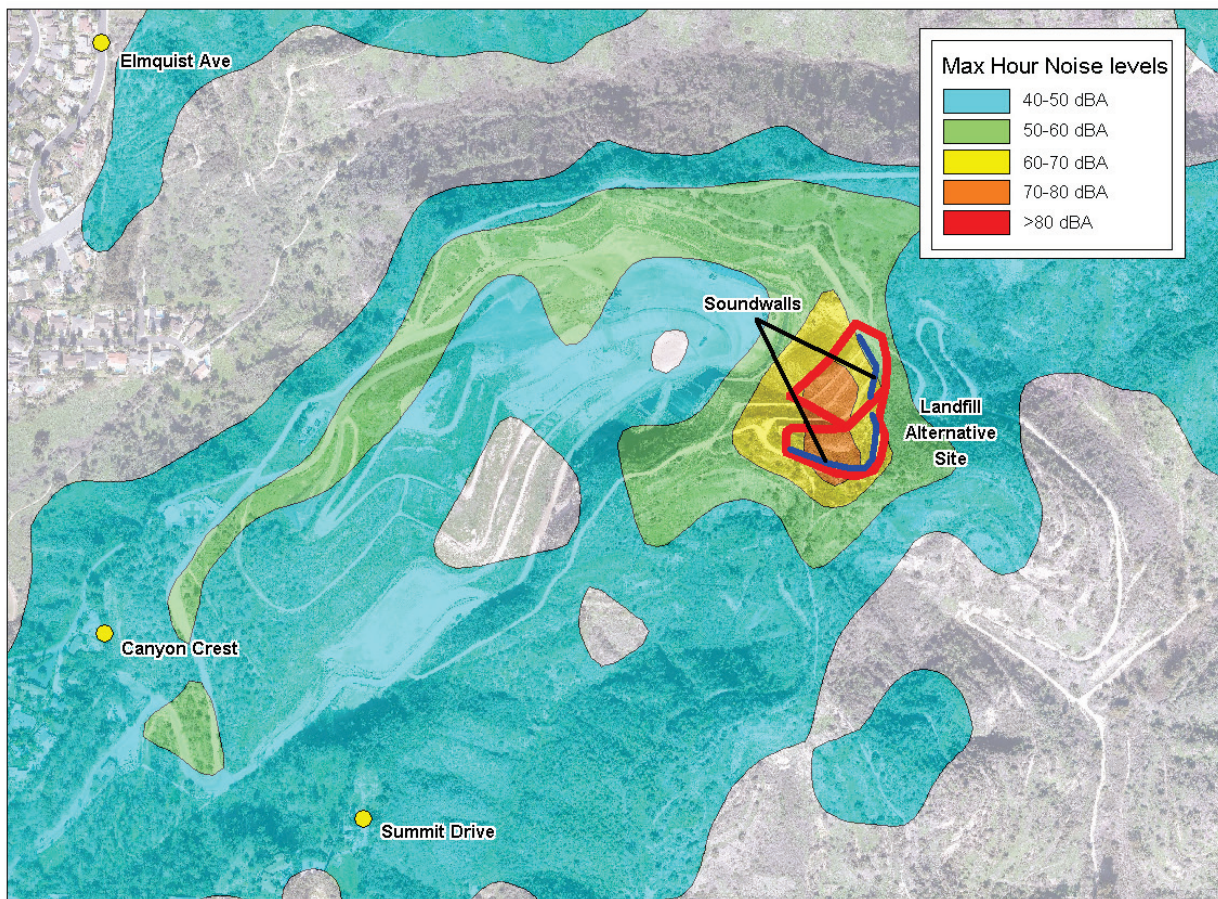 Elmquist Ave
Max Hour Noise levels
40-50 dBA
50-60 dBA
60-70 dBA
70-80 dBA
>80 dBA
Soundwalls
Landfill
Alternative
Site
Canyon Crest
Summit Drive